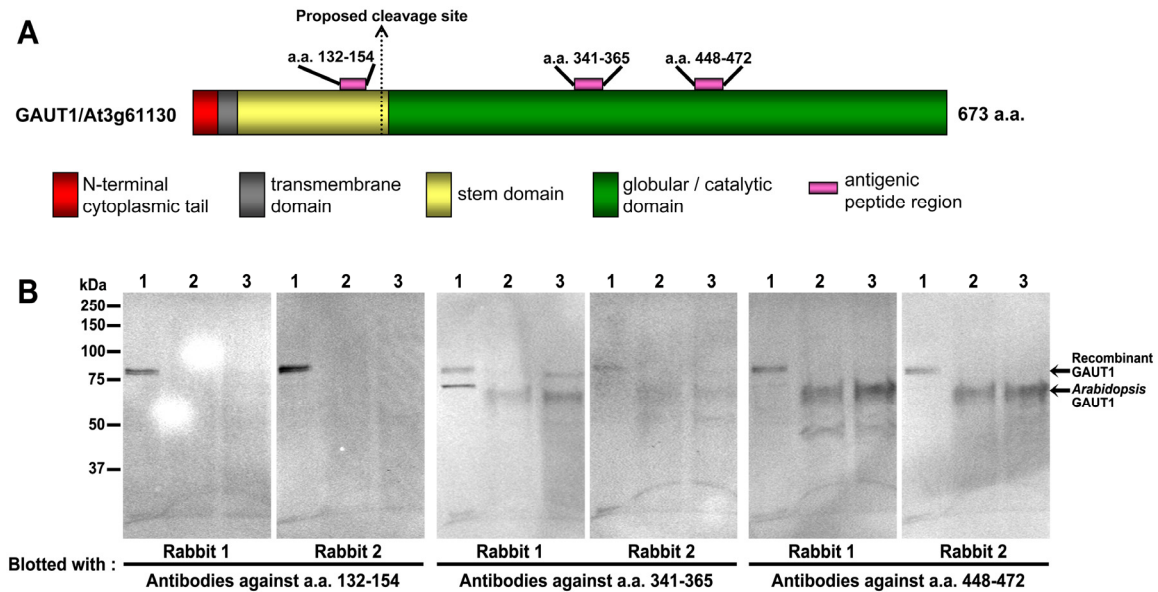 A
Proposed cleavage site
a.a. 132-154
a.a. 341-365
a.a. 448-472
GAUT1/At3g61130
673 a.a.
N-terminal
cytoplasmic tail
transmembrane
domain
stem domain
globular / catalytic
domain
antigenic
peptide region
B
kDa
1 2 3 1 2 3 1 2 3 1 2 3 1 2 3 1 2 3
250
150
100
75
50
37
Recombinant
GAUT1
Arabidopsis
GAUT1
Rabbit 1 Rabbit 2 Rabbit 1 Rabbit 2 Rabbit 1 Rabbit 2
Blotted with :
Antibodies against a.a. 132-154 Antibodies against a.a. 341-365 Antibodies against a.a. 448-472